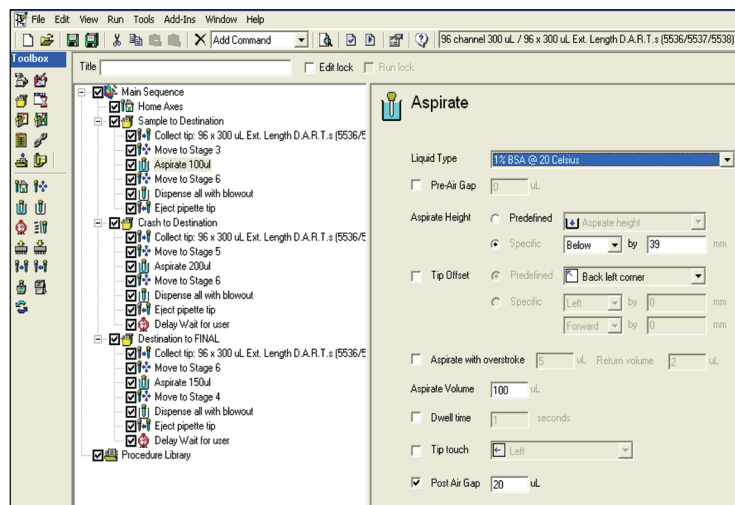 File Edit View Run Tools Add-Ins Window Help
Add Command 96 channel 300 uL / 96 x 300 uL Ext. Length D.A.R.T.s (5536/5537/5538)
Toolbox
Title Edit lock Run lock
Main Sequence
Home Axes
Sample to Destination
Collect tip: 96 x 300 uL Ext. Length D.A.R.T.s (5536/5
Move to Stage 3
Aspirate 100ul
Move to Stage 6
Dispense all with blowout
Eject pipette tip
Crash to Destination
Collect tip: 96 x 300 uL Ext. Length D.A.R.T.s (5536/5
Move to Stage 5
Aspirate 200ul
Move to Stage 6
Dispense all with blowout
Eject pipette tip
Delay Wait for user
Destination to FINAL
Collect tip: 96 x 300 uL Ext. Length D.A.R.T.s (5536/5
Move to Stage 6
Aspirate 150ul
Move to Stage 4
Dispense all with blowout
Eject pipette tip
Delay Wait for user
Procedure Library
Aspirate
Liquid Type 1% BSA @ 20 Celsius
Pre-Air Gap 0 uL
Aspirate Height Predefined Aspirate height
Specific Below by 39 mm
Tip Offset Predefined Back left corner
Specific Left by 0 mm
Forward by 0 mm
Aspirate with overstroke 5 uL Return volume 2 uL
Aspirate Volume 100 uL
Dwell time 1 seconds
Tip touch Left
Post Air Gap 20 uL